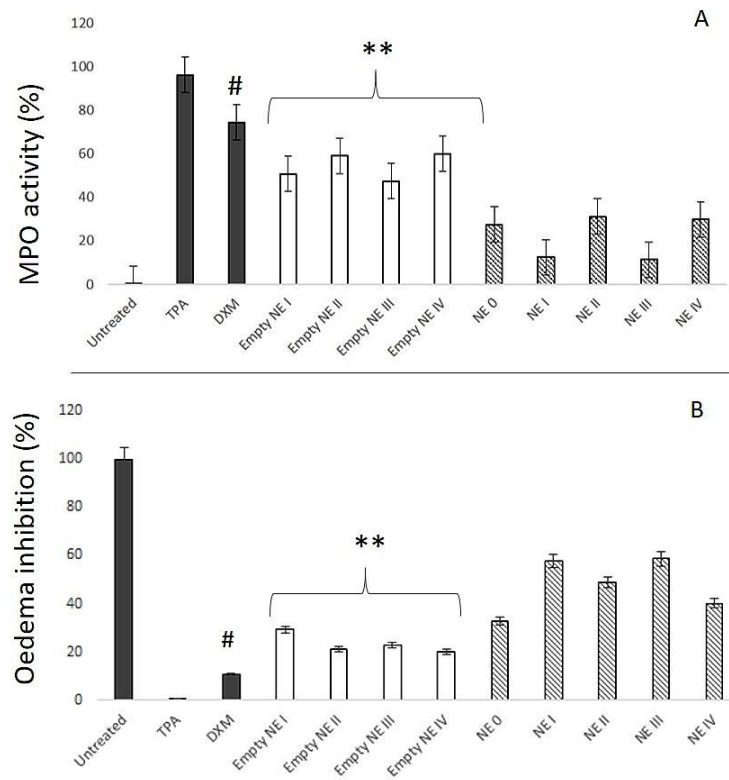 A
MPO activity (%)
120
100
80
60
40
20
0
#
**
Untreated
TPA
DXM
Empty NE I
Empty NE II
Empty NE III
Empty NE IV
NE 0
NE I
NE II
NE III
NE IV
B
Oedema inhibition (%)
120
100
80
60
40
20
0
#
**
Untreated
TPA
DXM
Empty NE I
Empty NE II
Empty NE III
Empty NE IV
NE 0
NE I
NE II
NE III
NE IV